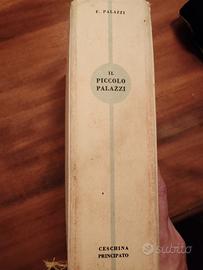 F. PALAZZI
IL
PICCOLO
PALAZZI
CESCHINA
PRINCIPATO
subito